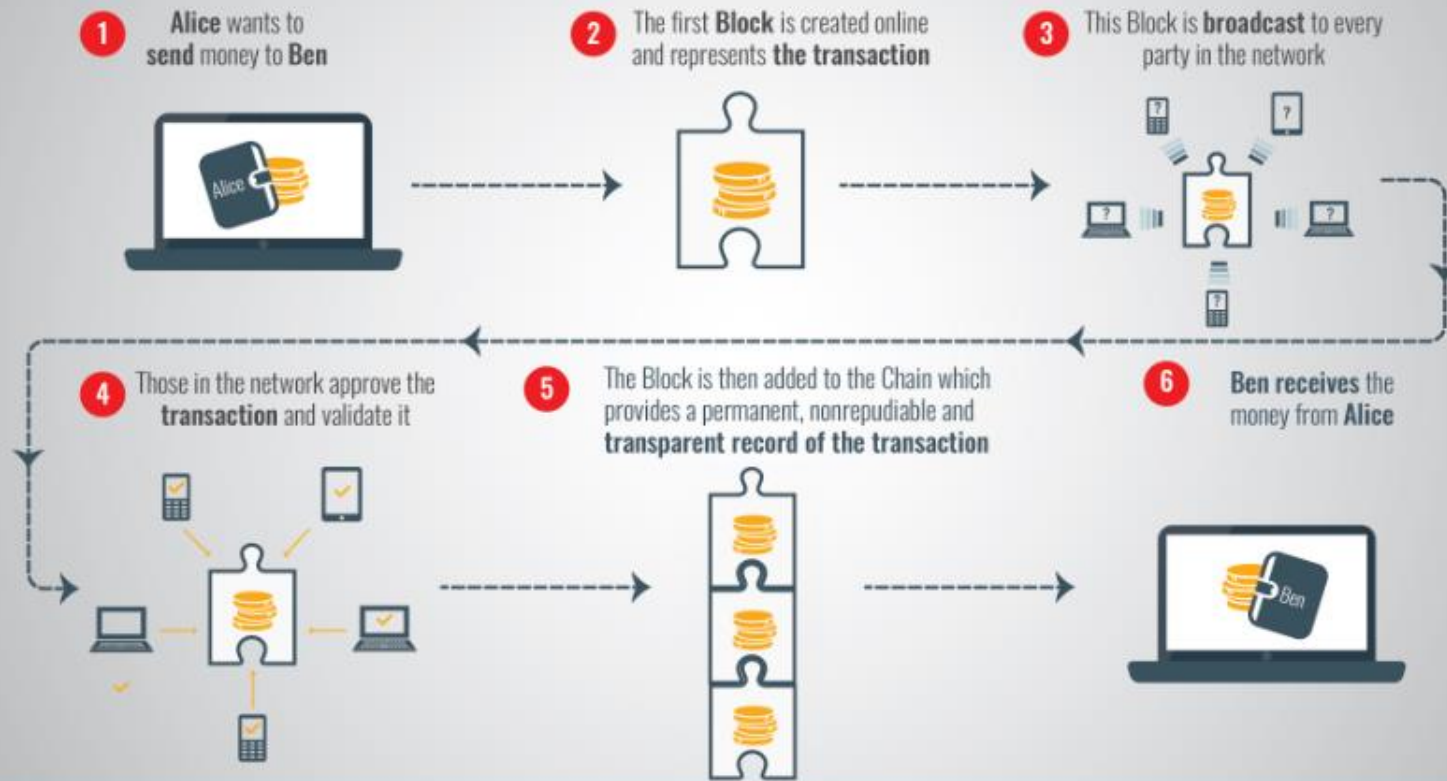 1
Alice wants to
send money to Ben
2
The first Block is created online
and represents the transaction
3
This Block is broadcast to every
party in the network
Alice
?
?
?
?
?
4
Those in the network approve the
transaction and validate it
5
The Block is then added to the Chain which
provides a permanent, nonrepudiable and
transparent record of the transaction
6
Ben receives the
money from Alice
Ben